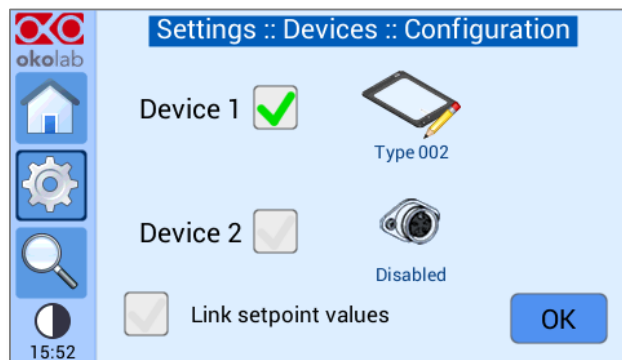 Settings :: Devices :: Configuration
okolab
Device 1
Type 002
Device 2
Disabled
Link setpoint values
OK
15:52